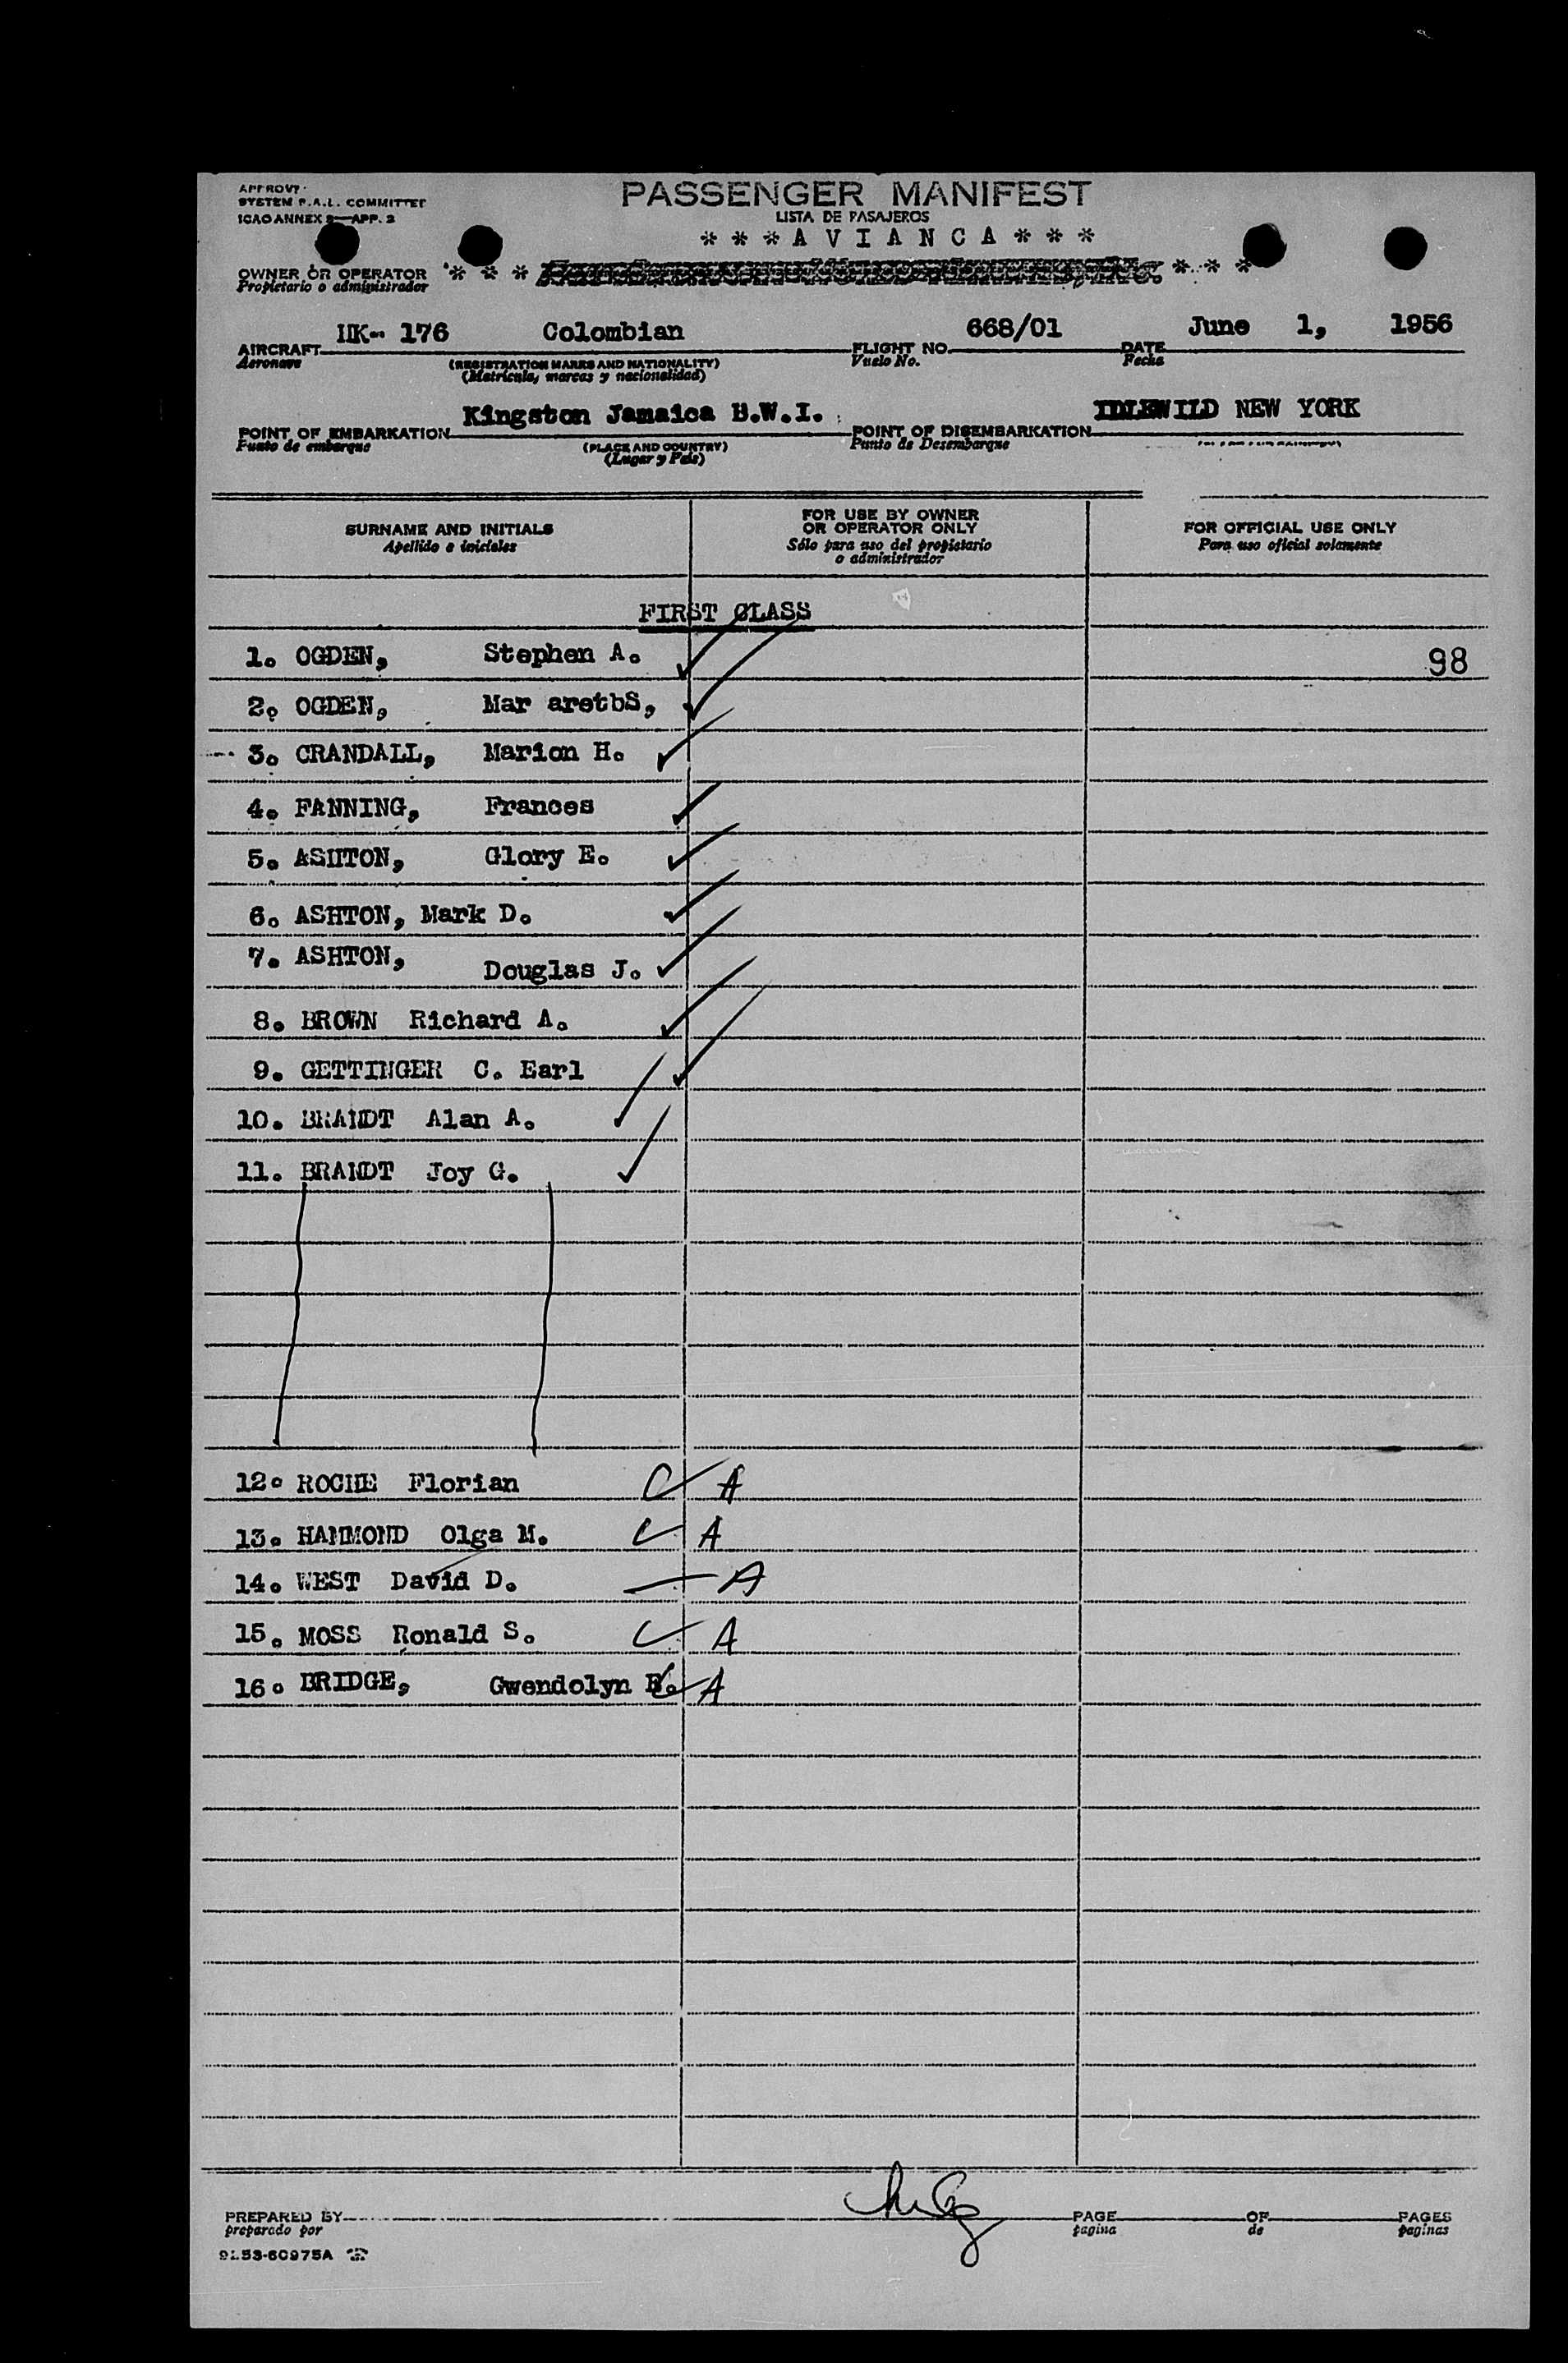 PASSENGER MANIFEST
LISTA DE PASAJEROS
SYSTEM P.A.L. COMMITTEE
ICAO ANNEX 9—APP. 3
* * * A V I A N C A * * *
OWNER OR OPERATOR * * * * * *
Propietario o administrador
HK- 176 Colombian 668/01 June 1, 1956
AIRCRAFT FLIGHT NO. DATE
Aeronave (REGISTRATION MARKS AND NATIONALITY) Vuelo No. Fecha
(Matrícula, marcas y nacionalidad)
Kingston Jamaica B.W.I. IDLEWILD NEW YORK
POINT OF EMBARKATION POINT OF DISEMBARKATION
Punto de embarque (PLACE AND COUNTRY) Punto de Desembarque
(Lugar y País)
SURNAME AND INITIALS
Apellido e iniciales
FOR USE BY OWNER
OR OPERATOR ONLY
Sólo para uso del propietario
o administrador
FOR OFFICIAL USE ONLY
Para uso oficial solamente
FIRST CLASS
1. OGDEN, Stephen A. 98
2. OGDEN, Mar aretbS,
3. CRANDALL, Marion H.
4. FANNING, Frances
5. ASHTON, Glory E.
6. ASHTON, Mark D.
7. ASHTON, Douglas J.
8. BROWN Richard A.
9. GETTINGER C. Earl
10. BRANDT Alan A.
11. BRANDT Joy G.
12. ROCHE Florian A
13. HAMMOND Olga M. A
14. WEST David D. A
15. MOSS Ronald S. A
16. BRIDGE, Gwendolyn A
PREPARED BY PAGE OF PAGES
preparado por pagina de paginas